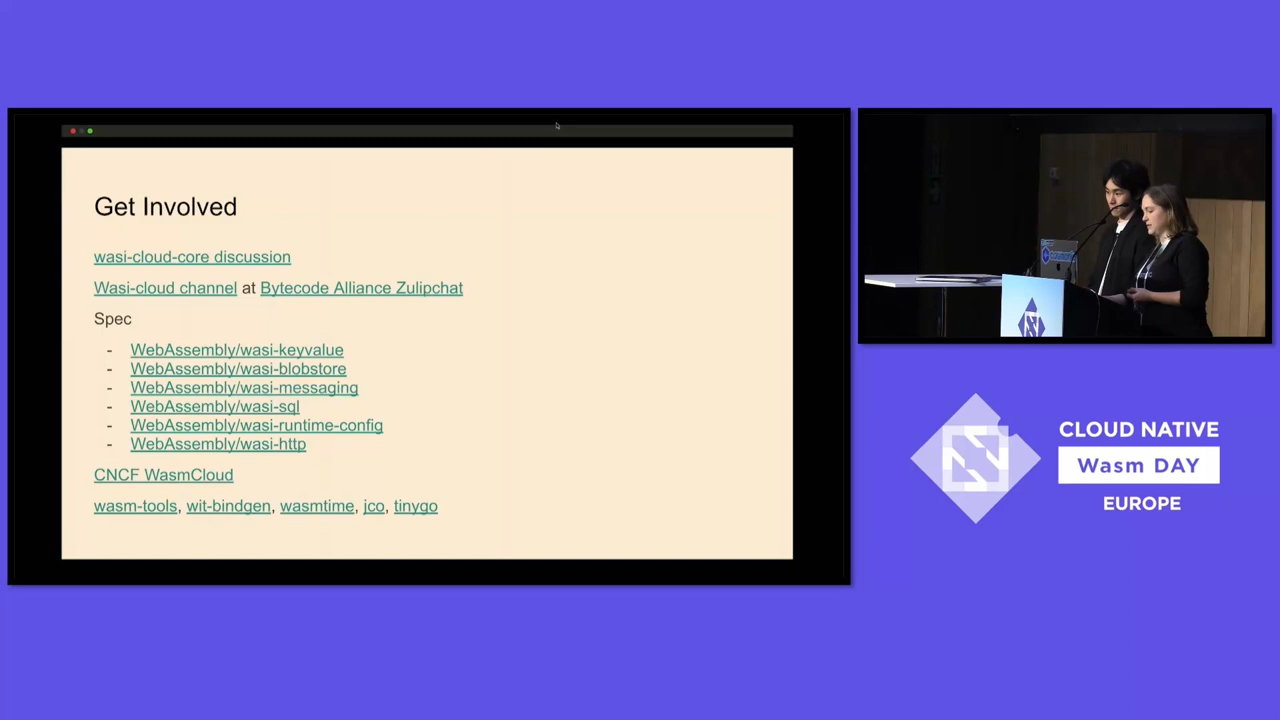 Get Involved
wasi-cloud-core discussion
Wasi-cloud channel at Bytecode Alliance Zulipchat
Spec
- WebAssembly/wasi-keyvalue
- WebAssembly/wasi-blobstore
- WebAssembly/wasi-messaging
- WebAssembly/wasi-sql
- WebAssembly/wasi-runtime-config
- WebAssembly/wasi-http
CNCF WasmCloud
wasm-tools, wit-bindgen, wasmtime, jco, tinygo
CLOUD NATIVE
Wasm DAY
EUROPE